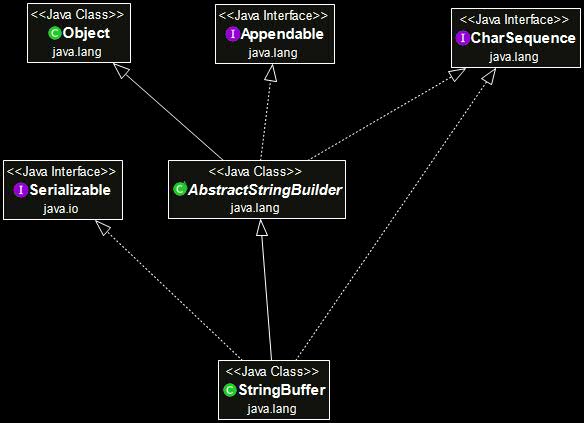 <<Java Class>>
C Object
java.lang
<<Java Interface>>
I Appendable
java.lang
<<Java Interface>>
I CharSequence
java.lang
<<Java Interface>>
I Serializable
java.io
<<Java Class>>
C AbstractStringBuilder
java.lang
<<Java Class>>
C StringBuffer
java.lang